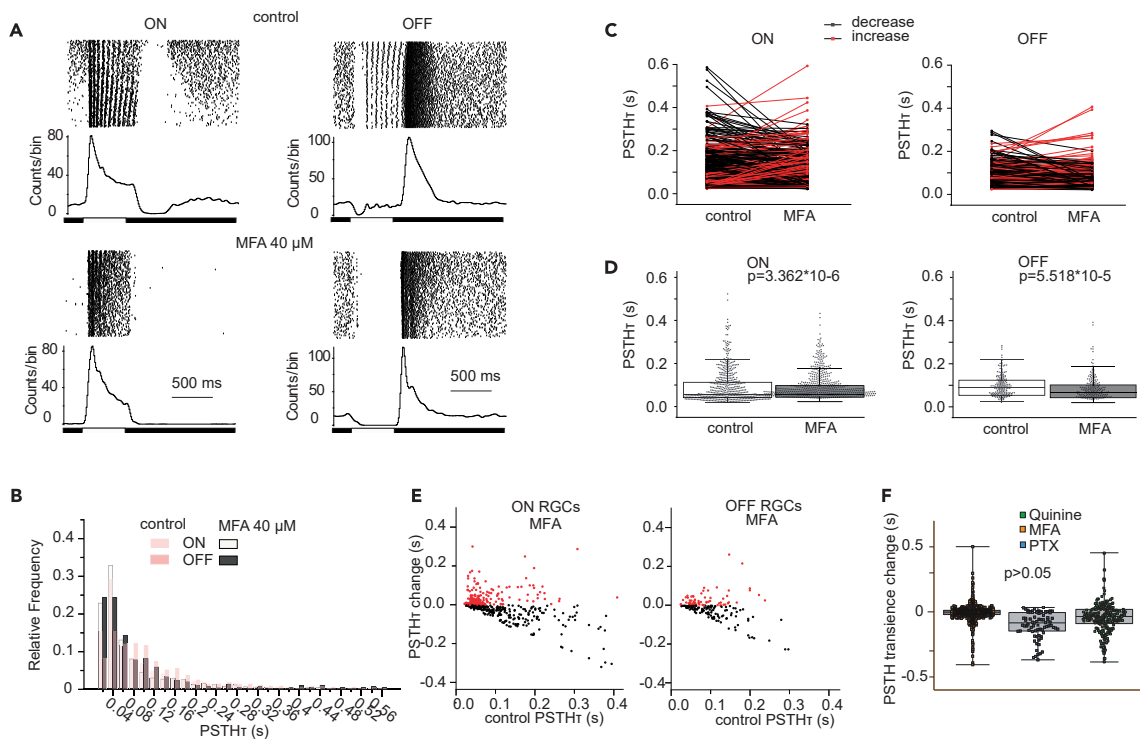 A
control
ON
OFF
Counts/bin
80
40
0
Counts/bin
100
50
0
MFA 40 µM
Counts/bin
80
40
0
500 ms
Counts/bin
100
50
0
500 ms
B
control
MFA 40 µM
ON
OFF
Relative Frequency
0.4
0.3
0.2
0.1
0
0.04
0.08
0.12
0.16
0.2
0.24
0.28
0.32
0.36
0.4
0.44
0.48
0.52
0.56
PSTHτ (s)
C
decrease
increase
ON
OFF
PSTHτ (s)
0.6
0.4
0.2
0.0
control
MFA
PSTHτ (s)
0.6
0.4
0.2
0.0
control
MFA
D
ON
p=3.362*10-6
PSTHτ (s)
0.6
0.4
0.2
0.0
control
MFA
OFF
p=5.518*10-5
PSTHτ (s)
0.6
0.4
0.2
0.0
control
MFA
E
ON RGCs
MFA
PSTHτ change (s)
0.4
0.2
0.0
-0.2
-0.4
0
0.1
0.2
0.3
0.4
control PSTHτ (s)
OFF RGCs
MFA
0.4
0.2
0.0
-0.2
-0.4
0
0.1
0.2
0.3
0.4
control PSTHτ (s)
F
Quinine
MFA
PTX
p>0.05
PSTH transience change (s)
0.5
0
-0.5